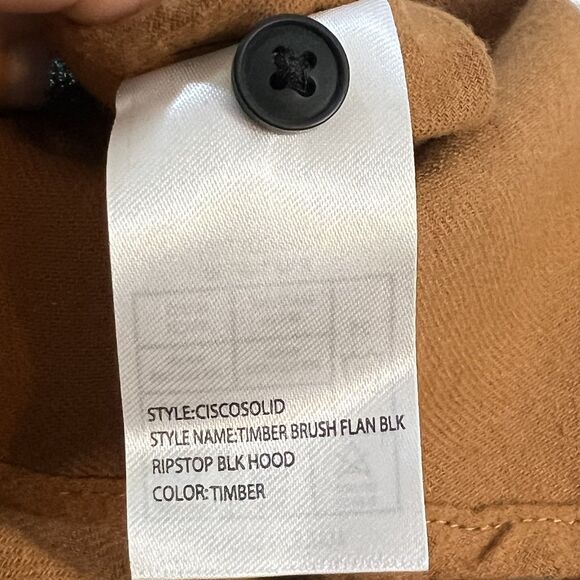 STYLE:CISCOSOLID
STYLE NAME:TIMBER BRUSH FLAN BLK
RIPSTOP BLK HOOD
COLOR:TIMBER